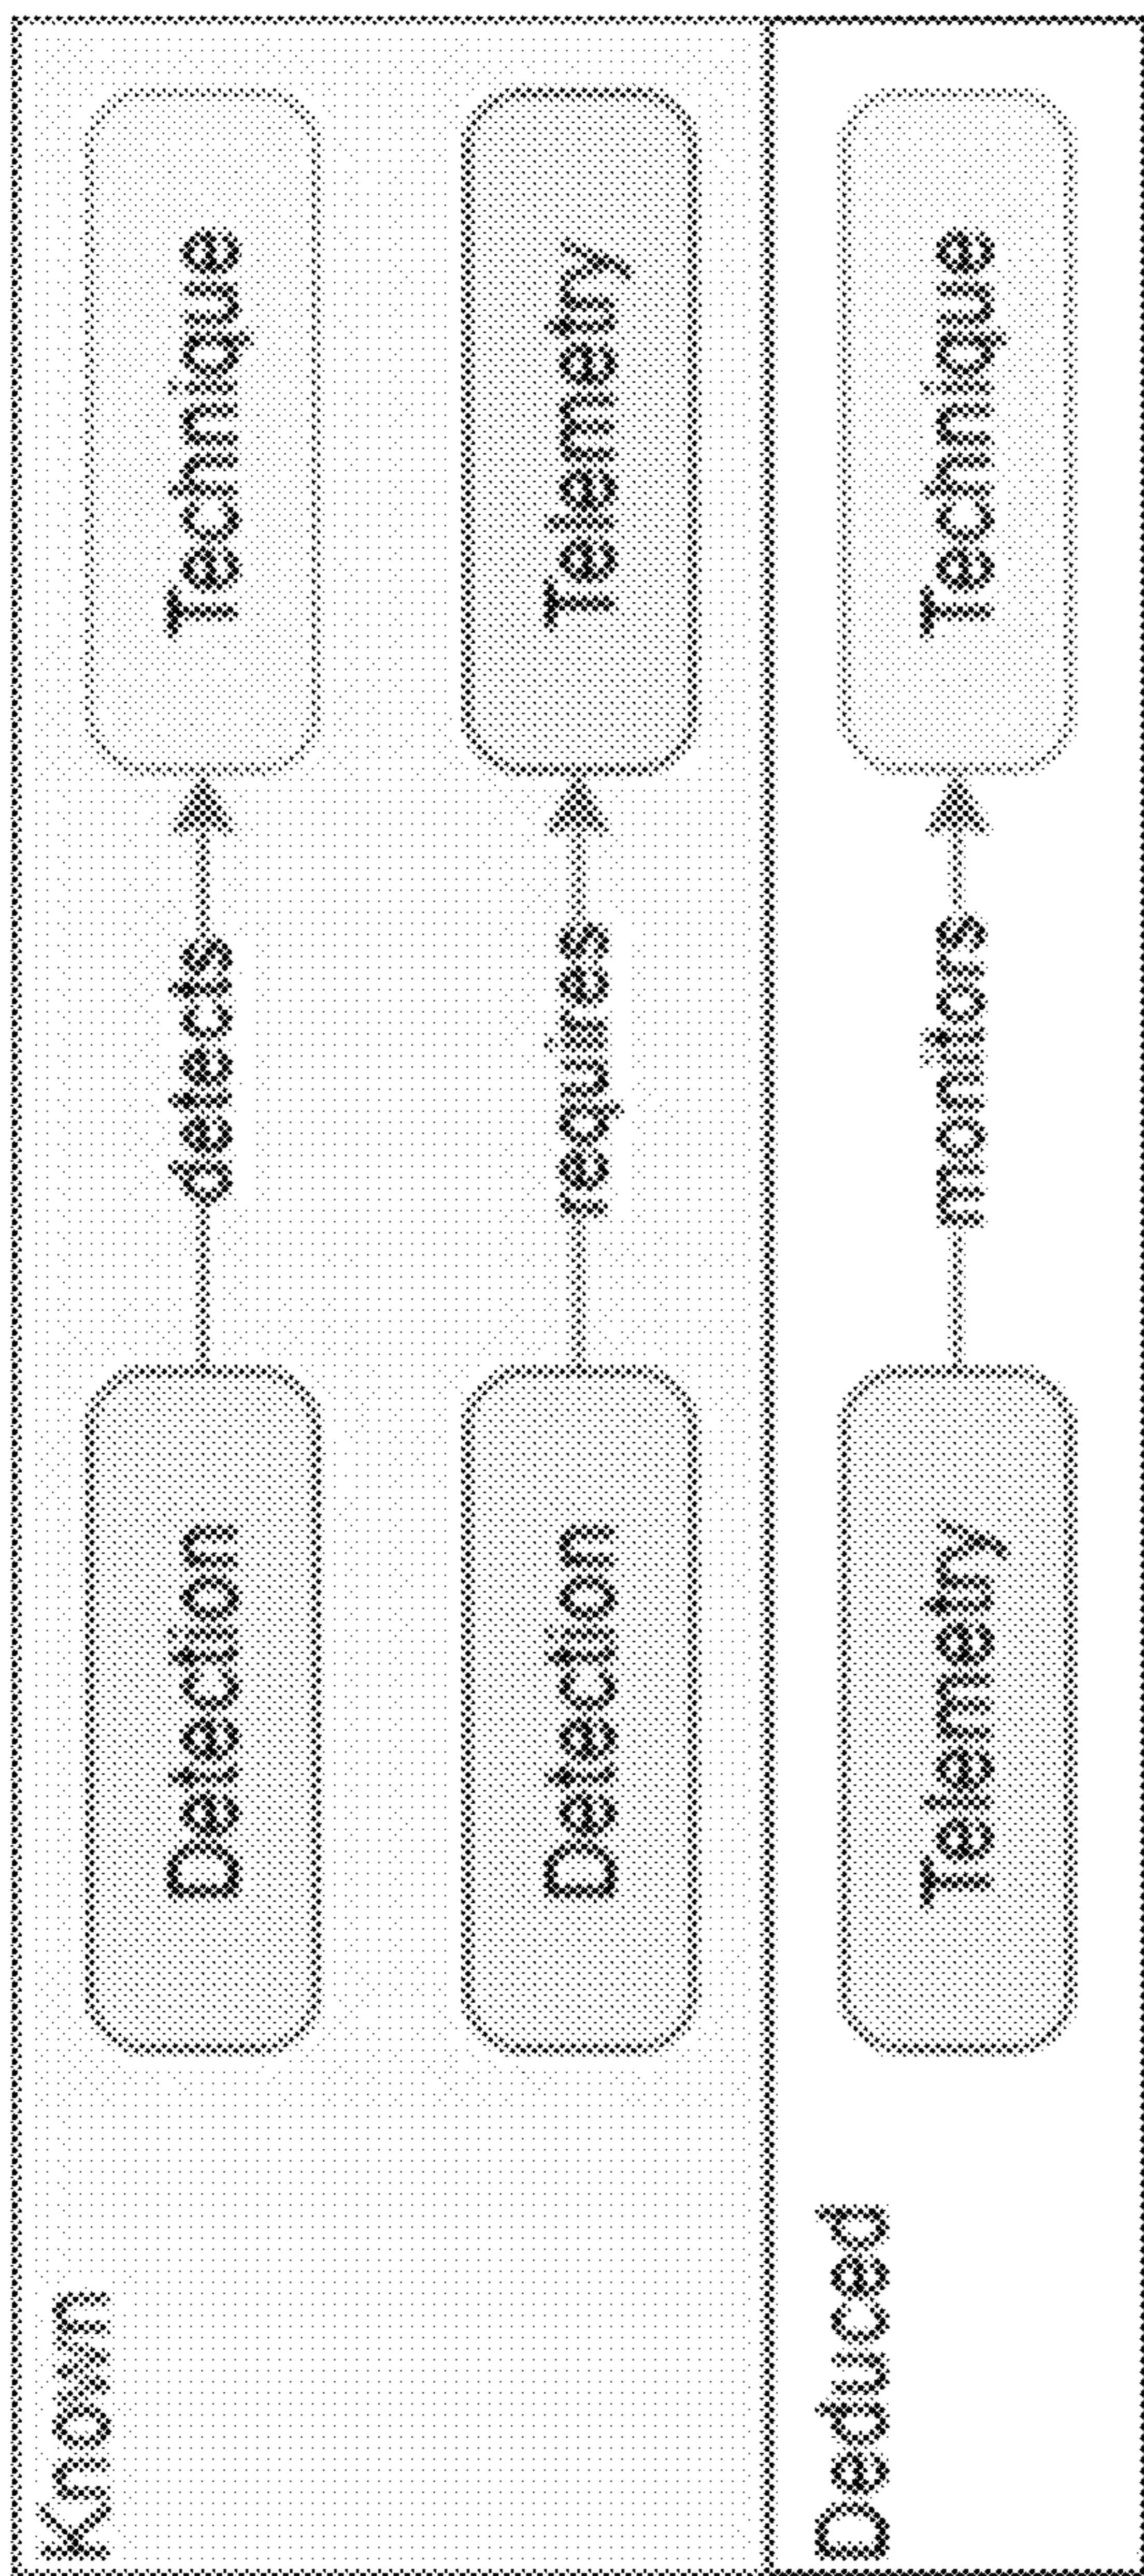 Known
Detection detects Technique
Detection requires Telemetry
Deduced
Telemetry monitors Technique